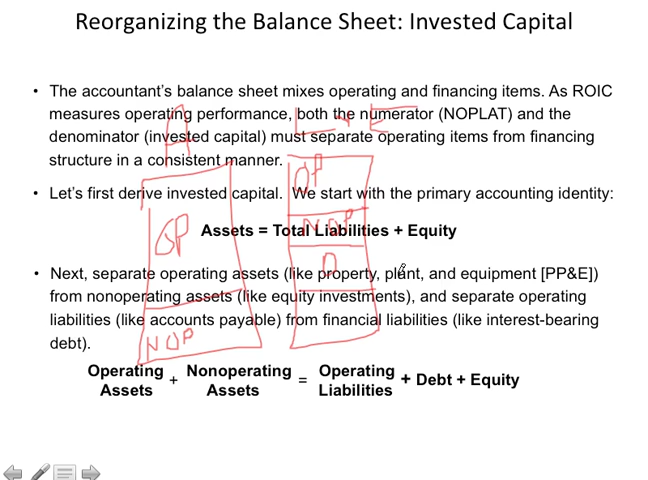 Reorganizing the Balance Sheet: Invested Capital
• The accountant's balance sheet mixes operating and financing items. As ROIC
measures operating performance, both the numerator (NOPLAT) and the
denominator (invested capital) must separate operating items from financing
structure in a consistent manner.
• Let's first derive invested capital. We start with the primary accounting identity:
Assets = Total Liabilities + Equity
• Next, separate operating assets (like property, plant, and equipment [PP&E])
from nonoperating assets (like equity investments), and separate operating
liabilities (like accounts payable) from financial liabilities (like interest-bearing
debt).
Operating Assets + Nonoperating Assets = Operating Liabilities + Debt + Equity
A
L + E
OP
OP
NOP
D
NOP